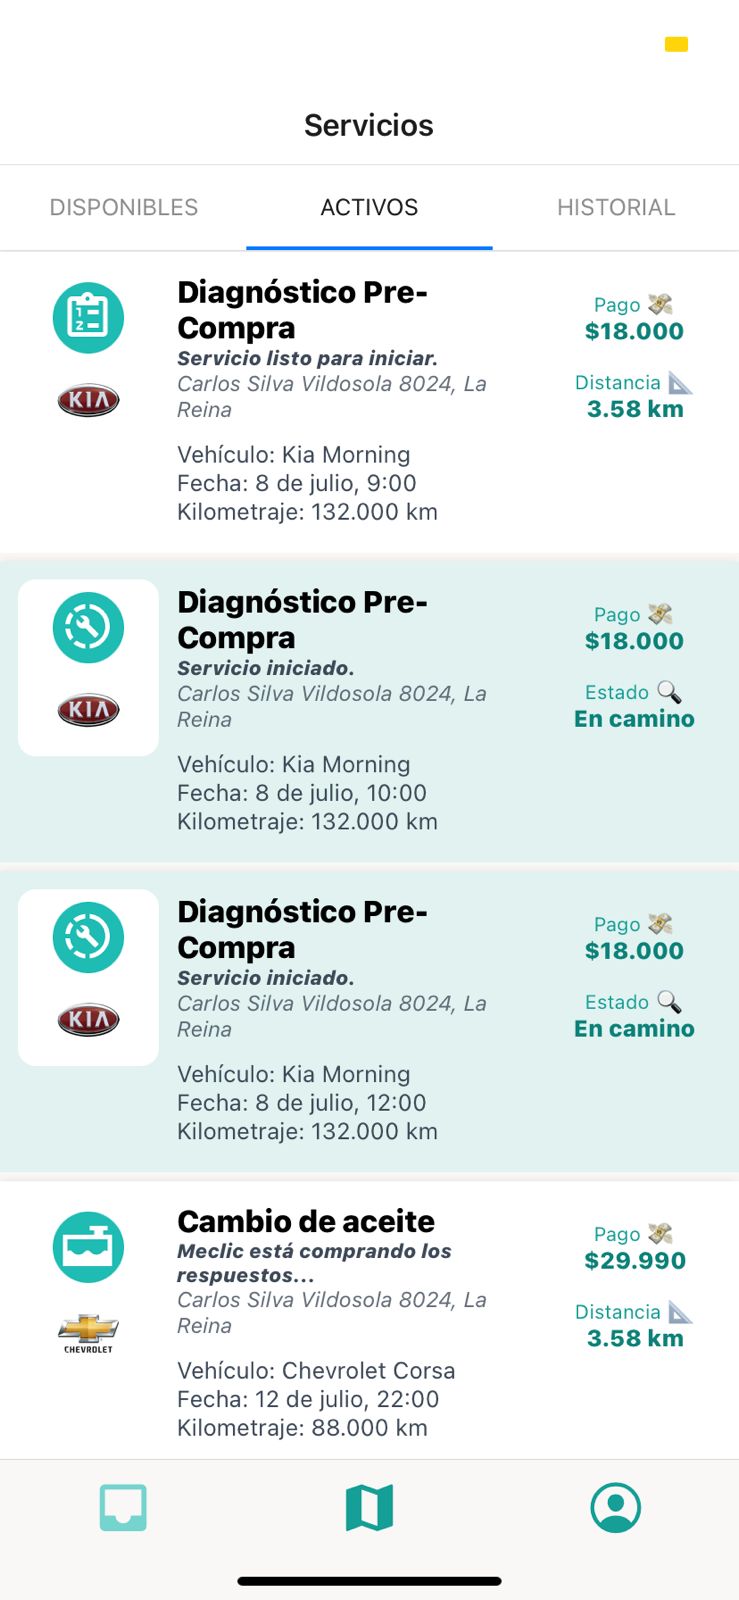 Servicios
DISPONIBLES
ACTIVOS
HISTORIAL
Diagnóstico Pre-
Compra
Servicio listo para iniciar.
Carlos Silva Vildosola 8024, La
Reina
Vehículo: Kia Morning
Fecha: 8 de julio, 9:00
Kilometraje: 132.000 km
Pago
$18.000
Distancia
3.58 km
1
2
KIA
Diagnóstico Pre-
Compra
Servicio iniciado.
Carlos Silva Vildosola 8024, La
Reina
Vehículo: Kia Morning
Fecha: 8 de julio, 10:00
Kilometraje: 132.000 km
Pago
$18.000
Estado
En camino
KIA
Diagnóstico Pre-
Compra
Servicio iniciado.
Carlos Silva Vildosola 8024, La
Reina
Vehículo: Kia Morning
Fecha: 8 de julio, 12:00
Kilometraje: 132.000 km
Pago
$18.000
Estado
En camino
KIA
Cambio de aceite
Meclic está comprando los
respuestos...
Carlos Silva Vildosola 8024, La
Reina
Vehículo: Chevrolet Corsa
Fecha: 12 de julio, 22:00
Kilometraje: 88.000 km
Pago
$29.990
Distancia
3.58 km
CHEVROLET